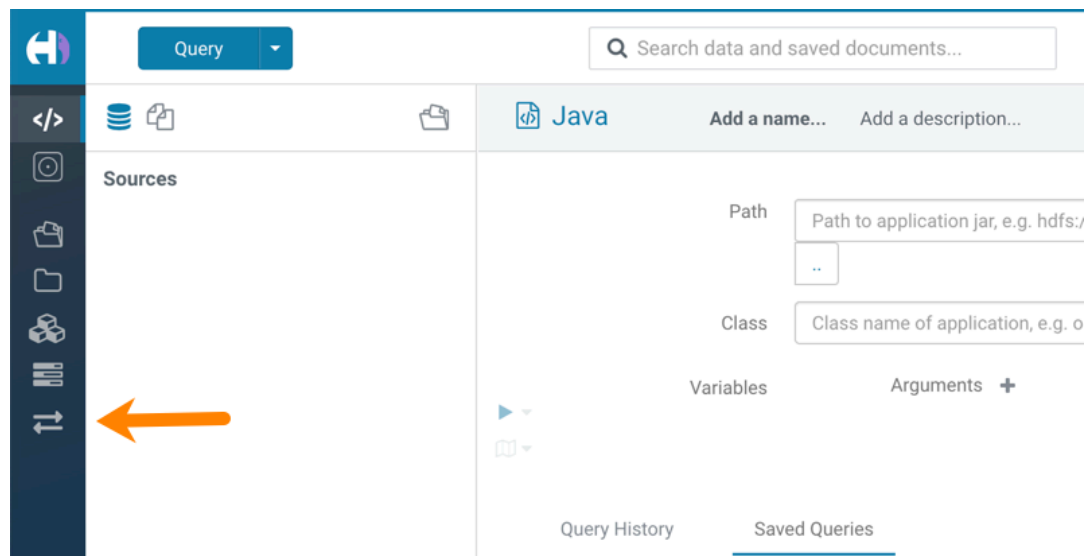 Query
Search data and saved documents...
Java
Add a name...
Add a description...
Sources
Path
Path to application jar, e.g. hdfs:/
..
Class
Class name of application, e.g. o
Variables
Arguments
Query History
Saved Queries